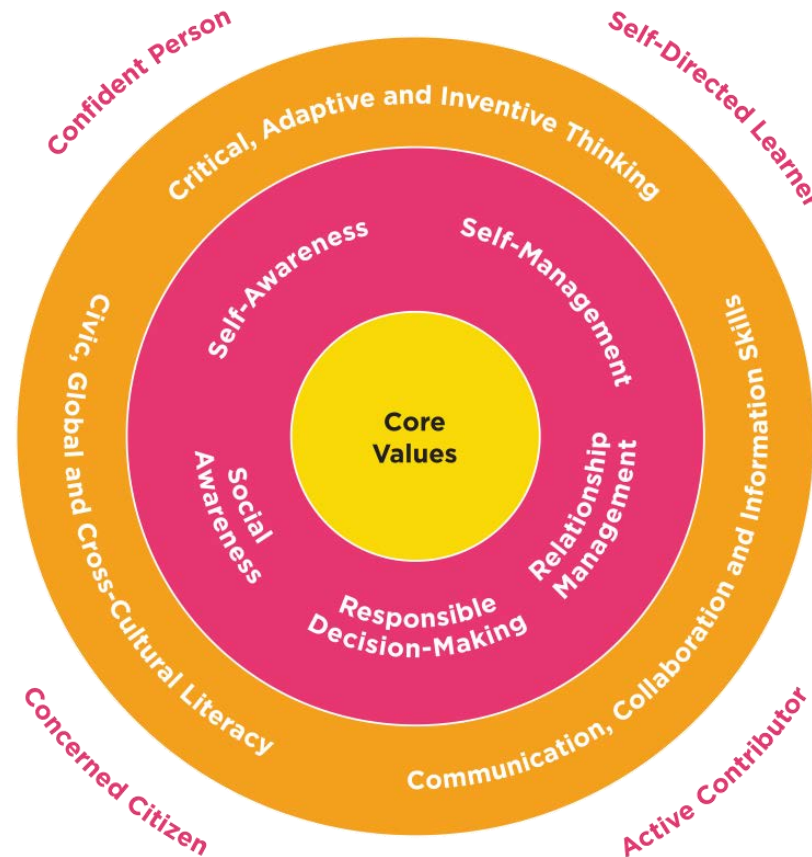 Confident Person
Self-Directed Learner
Critical, Adaptive and Inventive Thinking
Self-Awareness
Self-Management
Civic, Global and Cross-Cultural Literacy
Communication, Collaboration and Information Skills
Core
Values
Social
Awareness
Relationship
Management
Responsible
Decision-Making
Concerned Citizen
Active Contributor